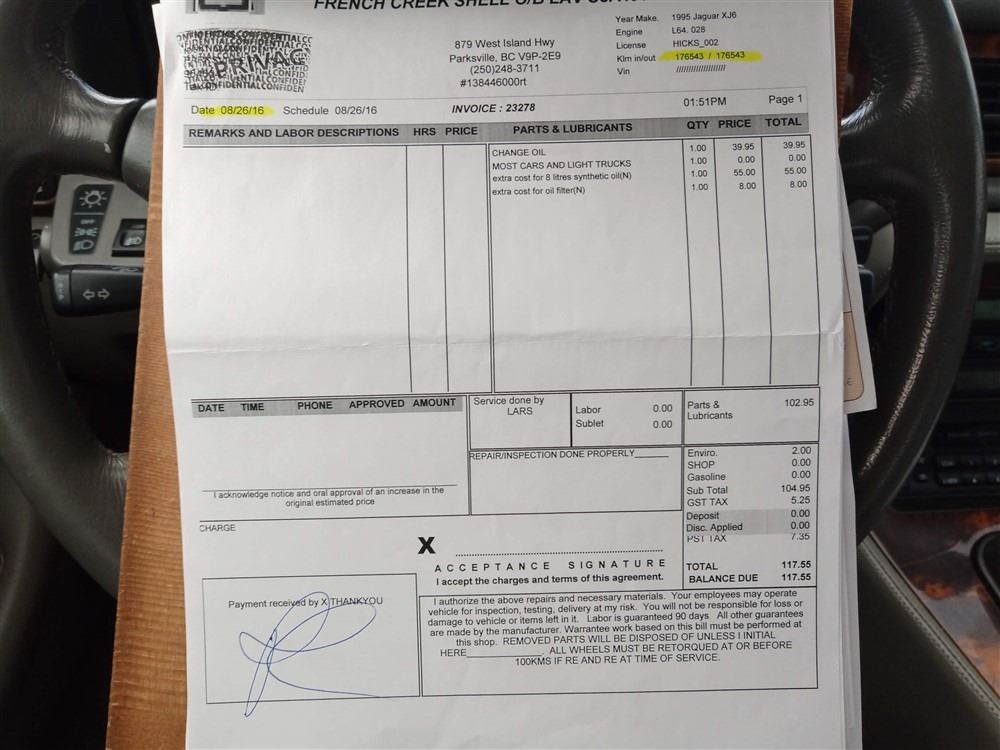 FRENCH CREEK SHELL O/B
CONFIDENTIAL
PRIVAC
879 West Island Hwy
Parksville, BC V9P-2E9
(250)248-3711
#138446000rt
Year Make. 1995 Jaguar XJ6
Engine L64. 028
License HICKS_002
Klm in/out 176543 / 176543
Vin ////////////////////
Date 08/26/16 Schedule 08/26/16 INVOICE : 23278 01:51PM Page 1
REMARKS AND LABOR DESCRIPTIONS HRS PRICE PARTS & LUBRICANTS QTY PRICE TOTAL
CHANGE OIL 1.00 39.95 39.95
MOST CARS AND LIGHT TRUCKS 1.00 0.00 0.00
extra cost for 8 litres synthetic oil(N) 1.00 55.00 55.00
extra cost for oil filter(N) 1.00 8.00 8.00
OFF
DATE TIME PHONE APPROVED AMOUNT
I acknowledge notice and oral approval of an increase in the
original estimated price
Service done by
LARS
Labor 0.00
Sublet 0.00
Parts & Lubricants 102.95
REPAIR/INSPECTION DONE PROPERLY______
Enviro. 2.00
SHOP 0.00
Gasoline 0.00
Sub Total 104.95
GST TAX 5.25
Deposit 0.00
Disc. Applied 0.00
PST TAX 7.35
TOTAL 117.55
BALANCE DUE 117.55
CHARGE
X
ACCEPTANCE SIGNATURE
I accept the charges and terms of this agreement.
Payment received by X THANKYOU
I authorize the above repairs and necessary materials. Your employees may operate
vehicle for inspection, testing, delivery at my risk. You will not be responsible for loss or
damage to vehicle or items left in it. Labor is guaranteed 90 days All other guarantees
are made by the manufacturer. Warrantee work based on this bill must be performed at
this shop. REMOVED PARTS WILL BE DISPOSED OF UNLESS I INITIAL
HERE______________. ALL WHEELS MUST BE RETORQUED AT OR BEFORE
100KMS IF RE AND RE AT TIME OF SERVICE.